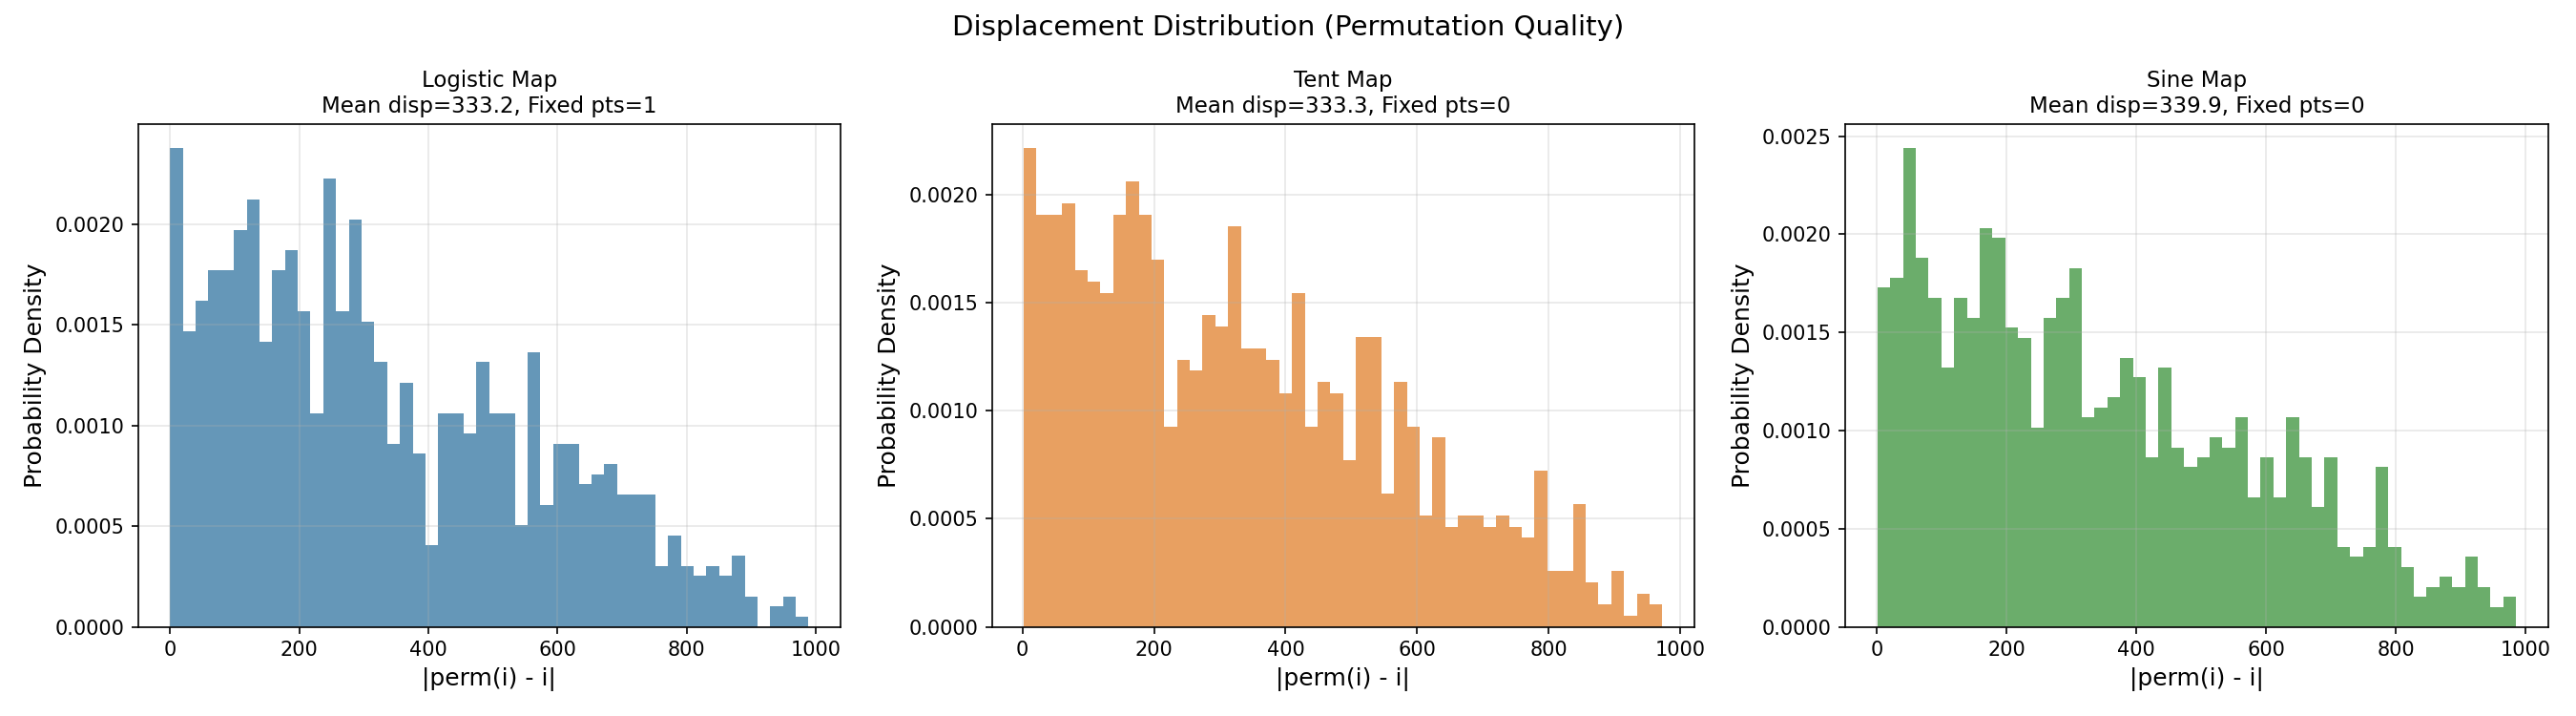 Displacement Distribution (Permutation Quality)
Logistic Map
Mean disp=333.2, Fixed pts=1
Probability Density
0.0020
0.0015
0.0010
0.0005
0.0000
0 200 400 600 800 1000
|perm(i) - i|
Tent Map
Mean disp=333.3, Fixed pts=0
Probability Density
0.0020
0.0015
0.0010
0.0005
0.0000
0 200 400 600 800 1000
|perm(i) - i|
Sine Map
Mean disp=339.9, Fixed pts=0
Probability Density
0.0025
0.0020
0.0015
0.0010
0.0005
0.0000
0 200 400 600 800 1000
|perm(i) - i|